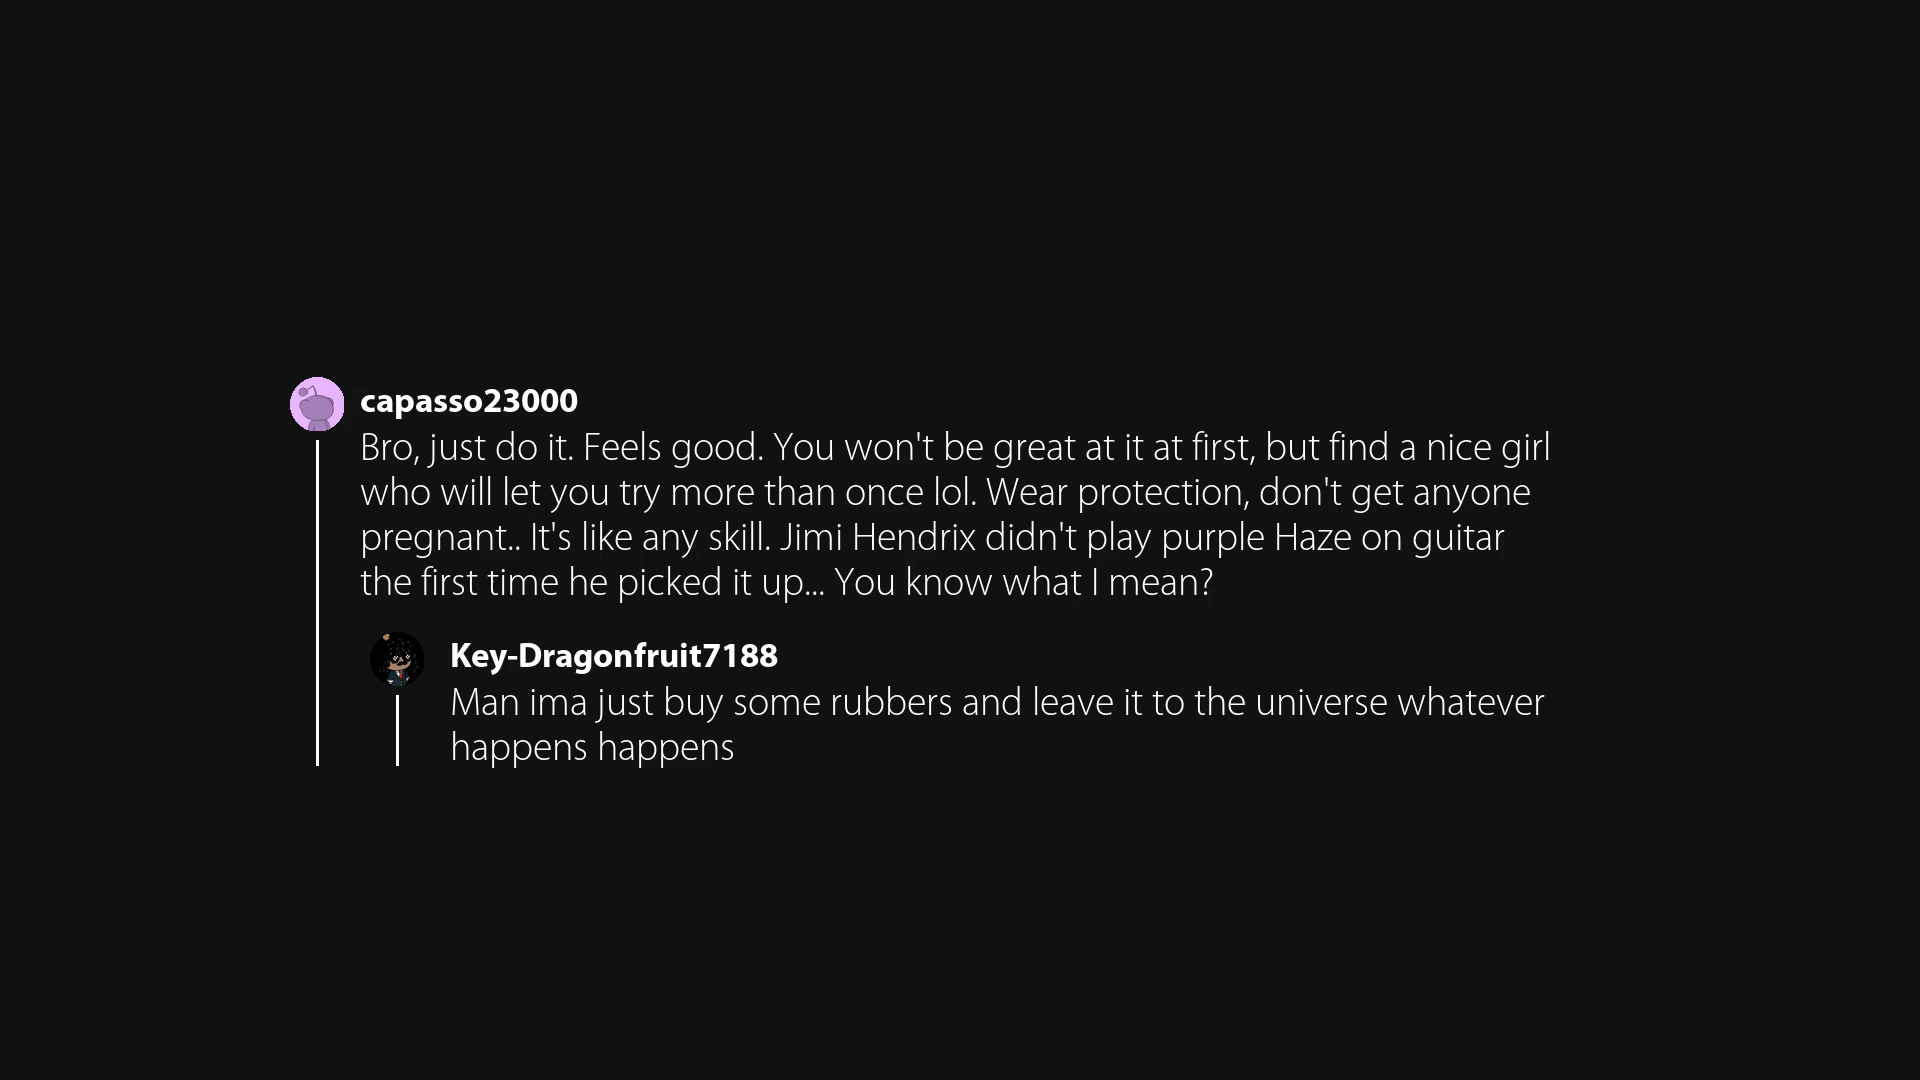 capasso23000
Bro, just do it. Feels good. You won't be great at it at first, but find a nice girl
who will let you try more than once lol. Wear protection, don't get anyone
pregnant.. It's like any skill. Jimi Hendrix didn't play purple Haze on guitar
the first time he picked it up... You know what I mean?
Key-Dragonfruit7188
Man ima just buy some rubbers and leave it to the universe whatever
happens happens